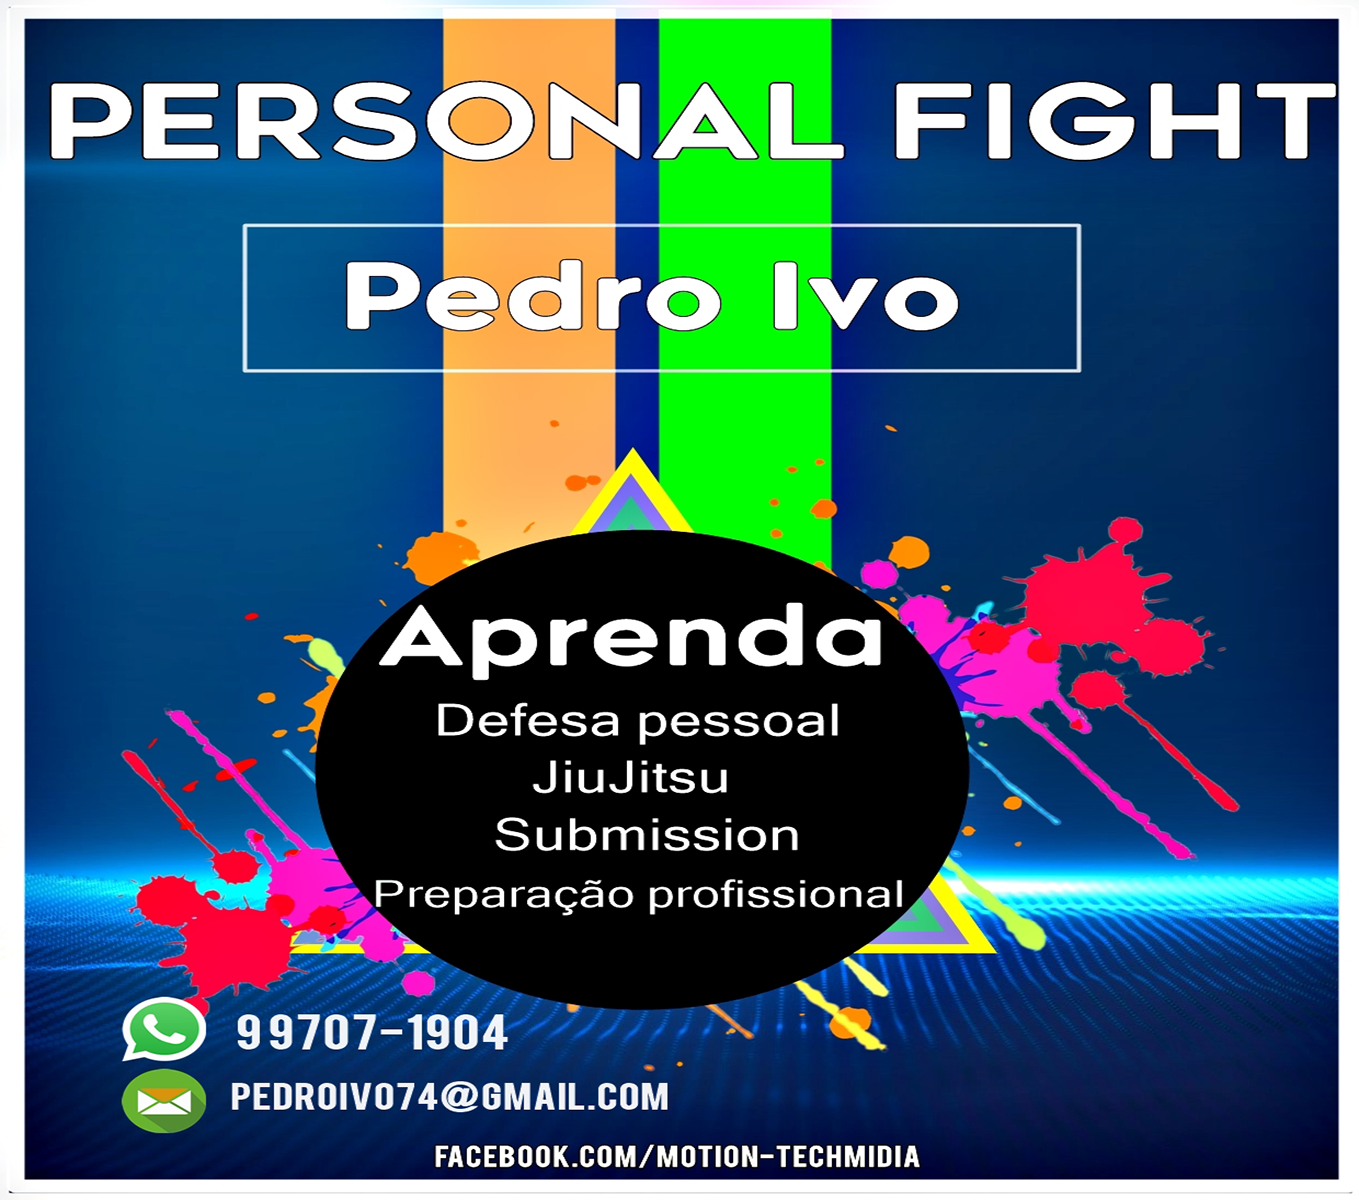 PERSONAL FIGHT
Pedro Ivo
Aprenda
Defesa pessoal
JiuJitsu
Submission
Preparação profissional
99707-1904
PEDROIVO74@GMAIL.COM
FACEBOOK.COM/MOTION-TECHMIDIA